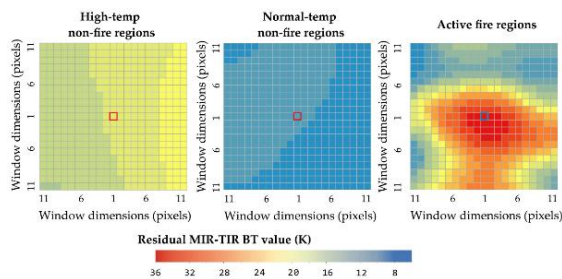 High-temp
non-fire regions
Normal-temp
non-fire regions
Active fire regions
Window dimensions (pixels)
11
6
1
6
11
11 6 1 6 11
Window dimensions (pixels)
Window dimensions (pixels)
11
6
1
6
11
11 6 1 6 11
Window dimensions (pixels)
Window dimensions (pixels)
11
6
1
6
11
11 6 1 6 11
Window dimensions (pixels)
Residual MIR-TIR BT value (K)
36 28 24 20 16 12 8